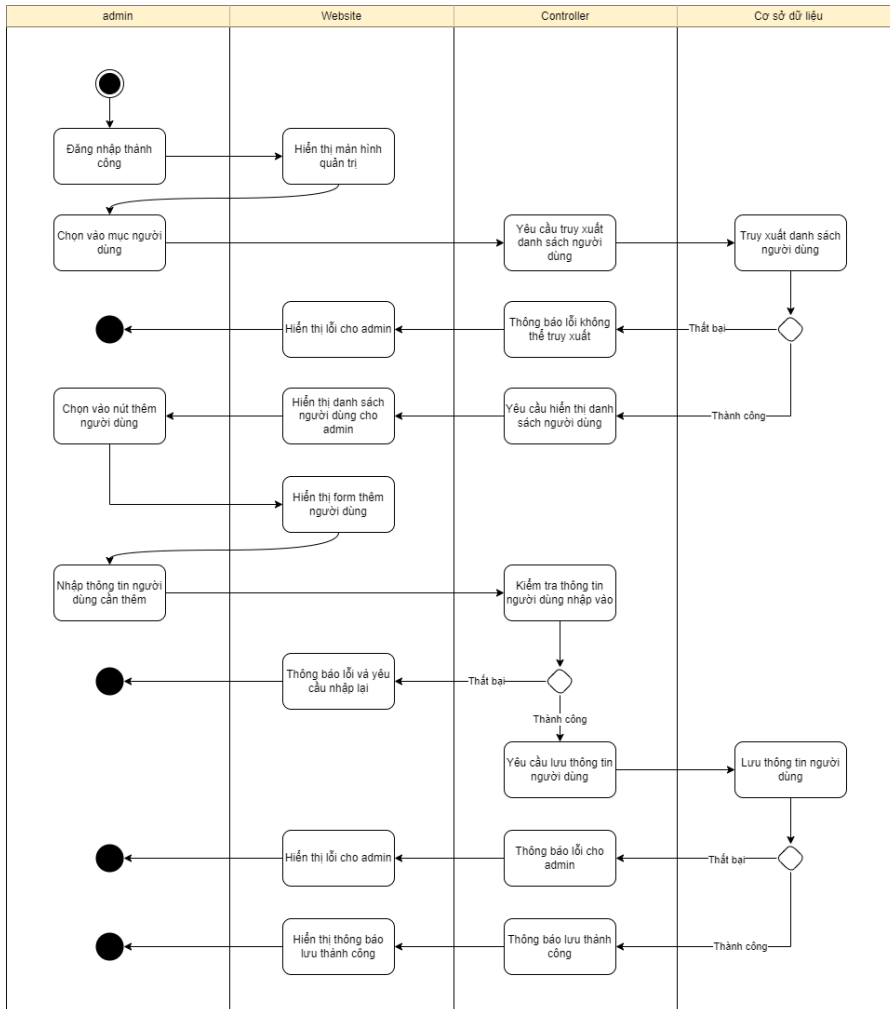 admin
Website
Controller
Cơ sở dữ liệu
Đăng nhập thành
công
Hiển thị màn hình
quản trị
Chọn vào mục người
dùng
Yêu cầu truy xuất
danh sách người
dùng
Truy xuất danh sách
người dùng
Hiển thị lỗi cho admin
Thông báo lỗi không
thể truy xuất
Thất bại
Chọn vào nút thêm
người dùng
Hiển thị danh sách
người dùng cho
admin
Yêu cầu hiển thị danh
sách người dùng
Thành công
Hiển thị form thêm
người dùng
Nhập thông tin người
dùng cần thêm
Kiểm tra thông tin
người dùng nhập vào
Thông báo lỗi và yêu
cầu nhập lại
Thất bại
Thành công
Yêu cầu lưu thông tin
người dùng
Lưu thông tin người
dùng
Hiển thị lỗi cho admin
Thông báo lỗi cho
admin
Thất bại
Hiển thị thông báo
lưu thành công
Thông báo lưu thành
công
Thành công